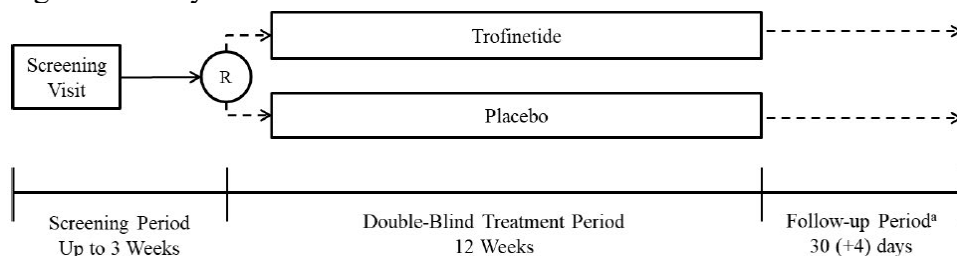 Trofinetide
Screening
Visit
R
Placebo
Screening Period
Up to 3 Weeks
Double-Blind Treatment Period
12 Weeks
Follow-up Periodᵃ
30 (+4) days